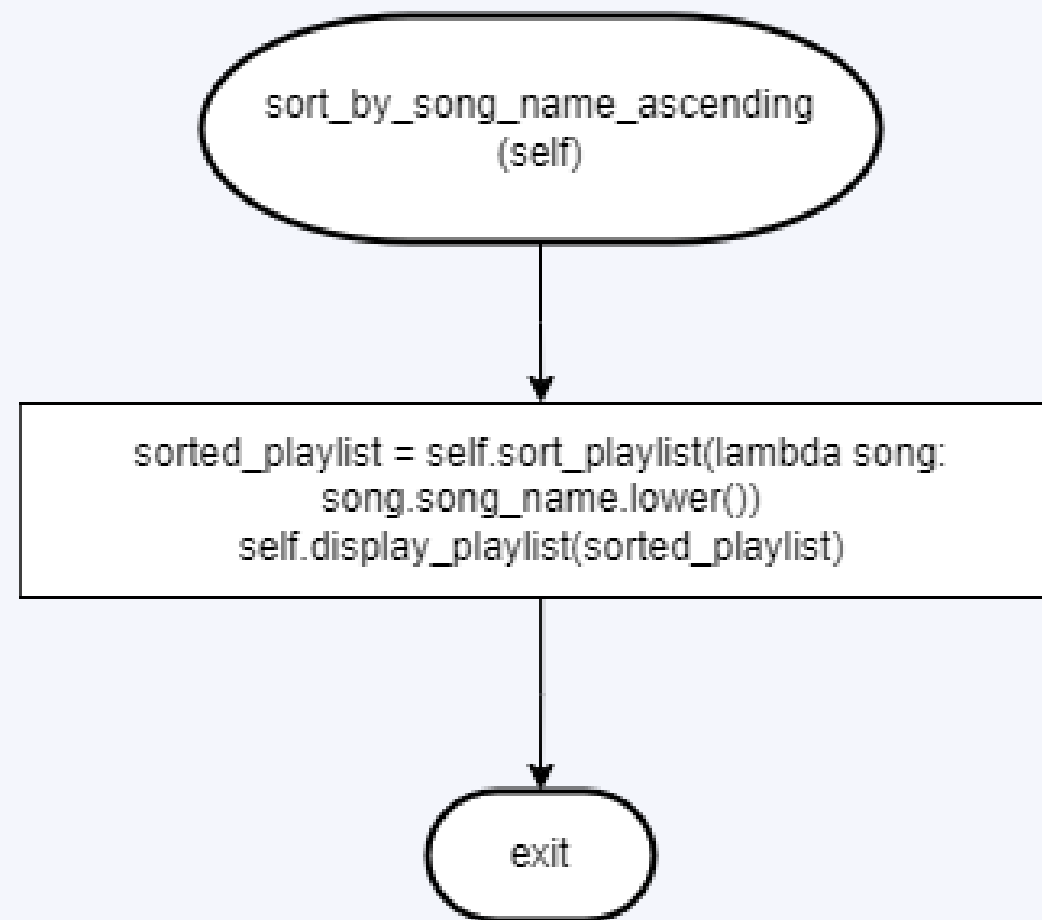 sort_by_song_name_ascending
(self)
sorted_playlist = self.sort_playlist(lambda song:
song.song_name.lower())
self.display_playlist(sorted_playlist)
exit